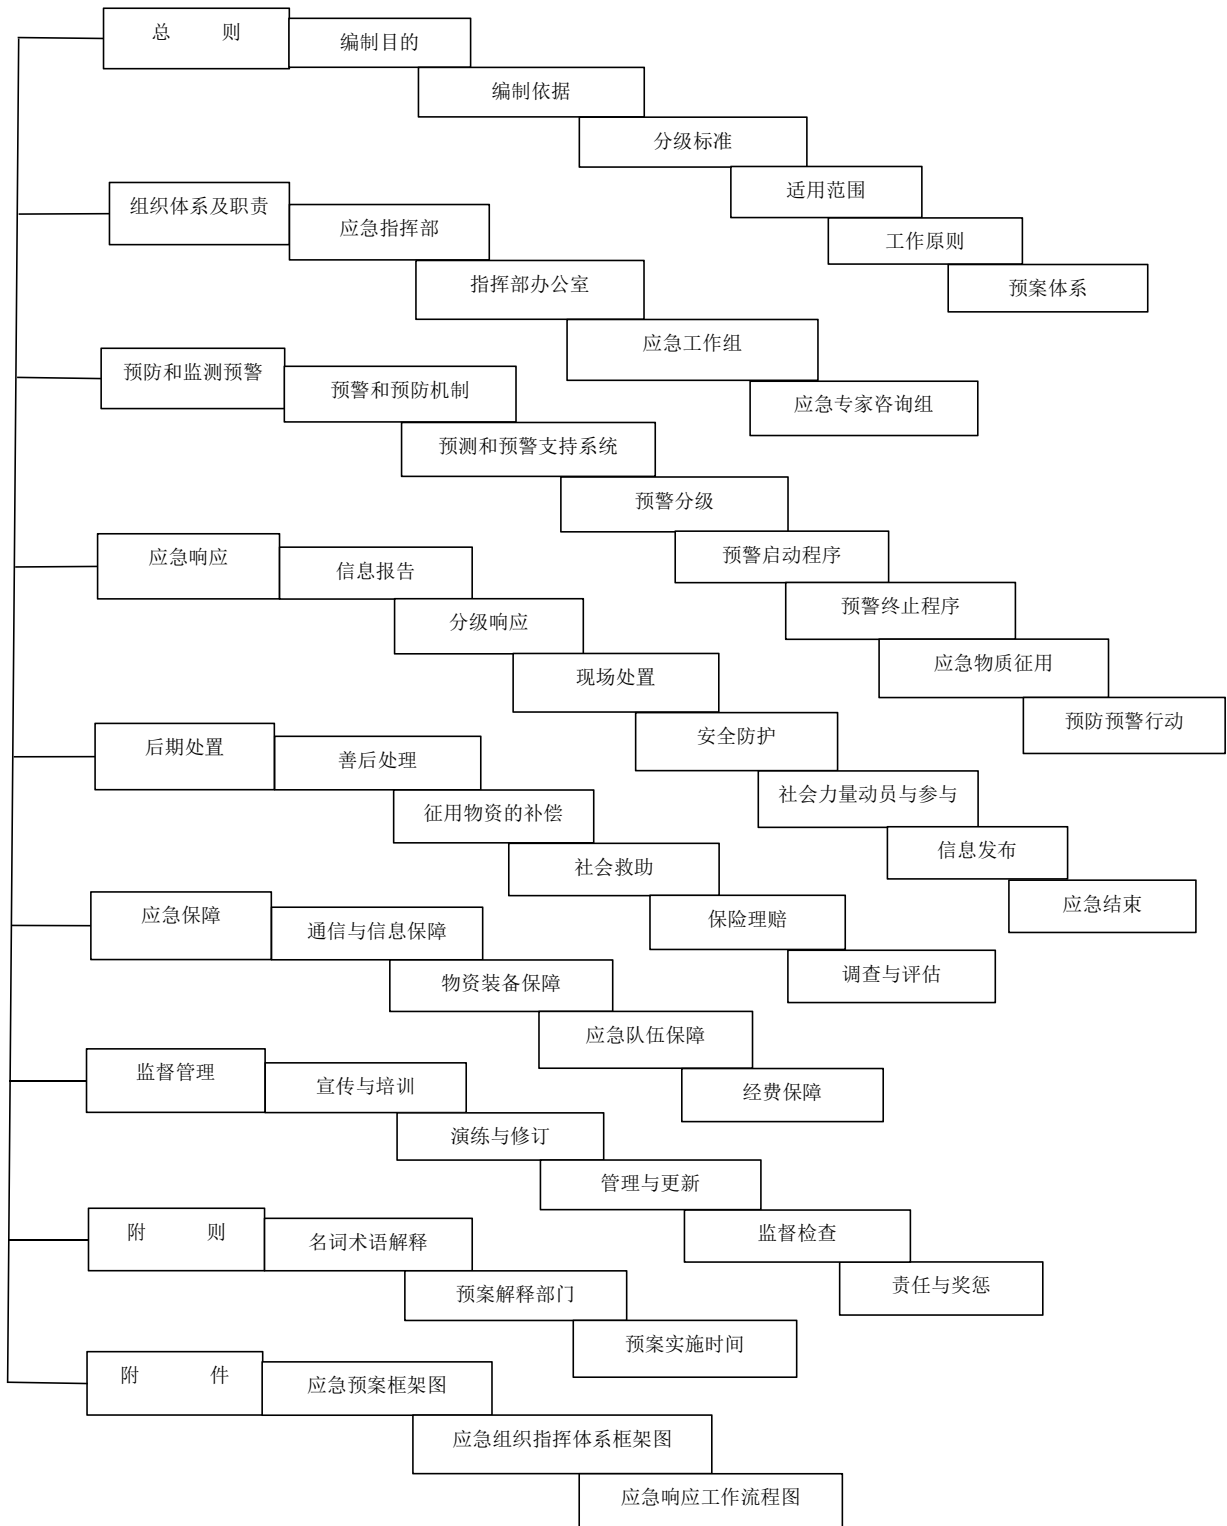 总 则
编制目的
编制依据
分级标准
适用范围
工作原则
预案体系
组织体系及职责
应急指挥部
指挥部办公室
应急工作组
应急专家咨询组
预防和监测预警
预警和预防机制
预测和预警支持系统
预警分级
预警启动程序
预警终止程序
应急物质征用
预防预警行动
应急响应
信息报告
分级响应
现场处置
安全防护
社会力量动员与参与
信息发布
应急结束
后期处置
善后处理
征用物资的补偿
社会救助
保险理赔
调查与评估
应急保障
通信与信息保障
物资装备保障
应急队伍保障
经费保障
监督管理
宣传与培训
演练与修订
管理与更新
监督检查
责任与奖惩
附 则
名词术语解释
预案解释部门
预案实施时间
附 件
应急预案框架图
应急组织指挥体系框架图
应急响应工作流程图